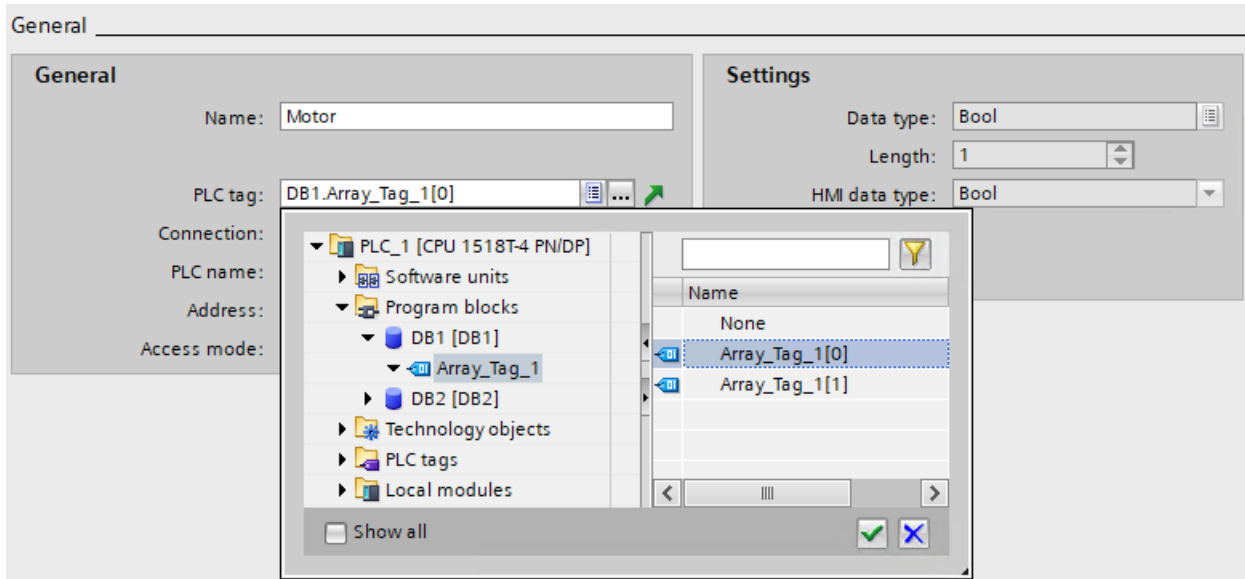 General
General
Name: Motor
PLC tag: DB1.Array_Tag_1[0] ...
Connection:
PLC name:
Address:
Access mode:
Settings
Data type: Bool
Length: 1
HMI data type: Bool
PLC_1 [CPU 1518T-4 PN/DP]
Software units
Program blocks
DB1 [DB1]
Array_Tag_1
DB2 [DB2]
Technology objects
PLC tags
Local modules
Name
None
Array_Tag_1[0]
Array_Tag_1[1]
Show all